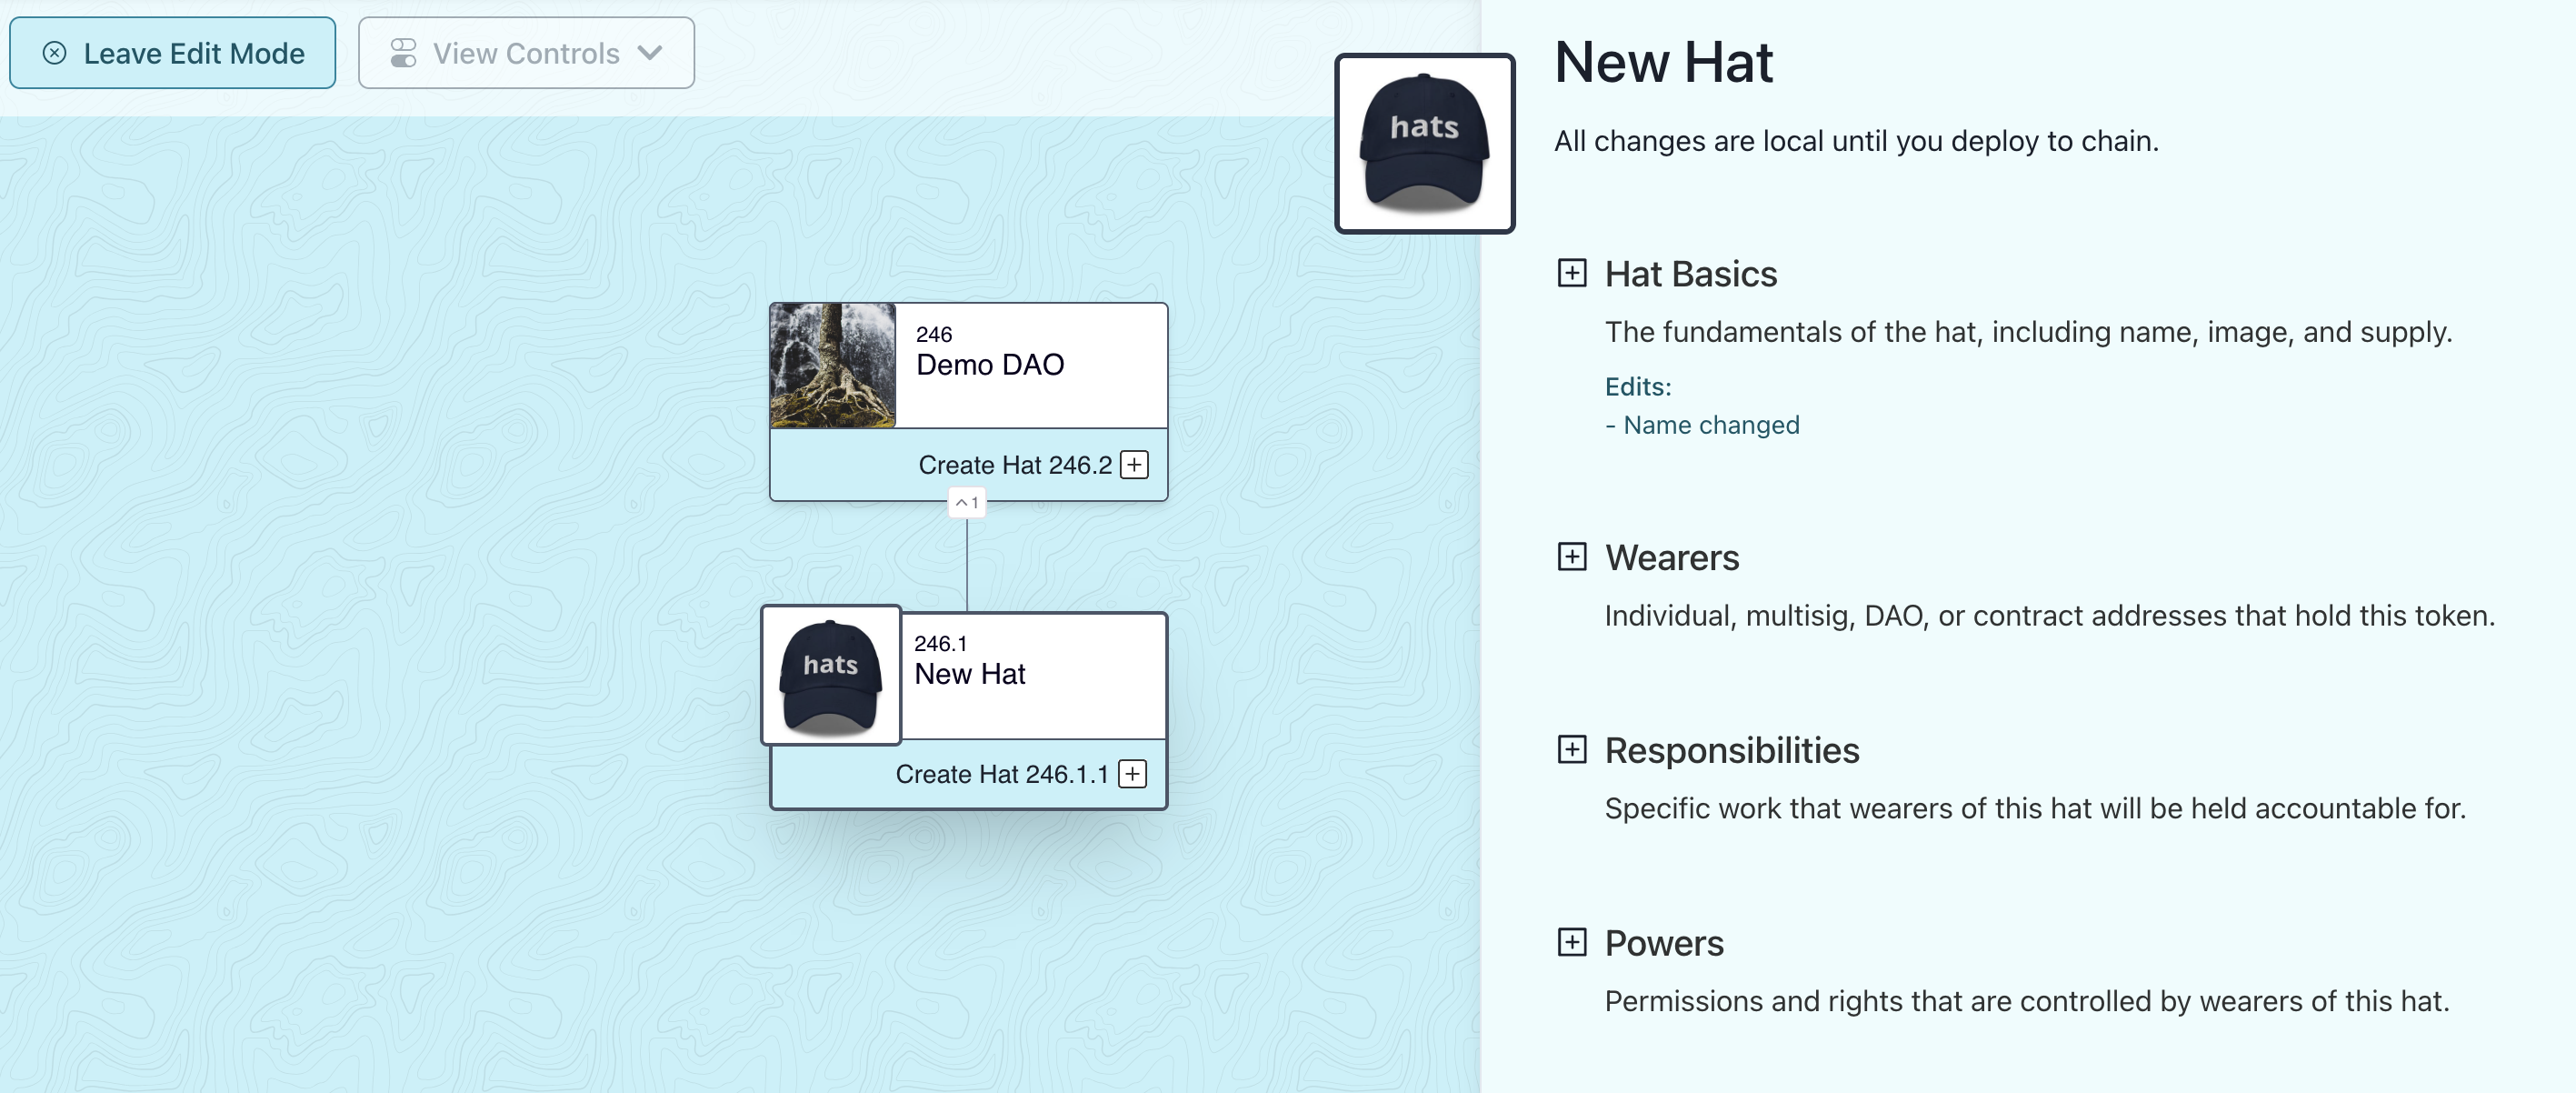 Leave Edit Mode
View Controls
246
Demo DAO
Create Hat 246.2
1
hats
246.1
New Hat
Create Hat 246.1.1
hats
New Hat
All changes are local until you deploy to chain.
Hat Basics
The fundamentals of the hat, including name, image, and supply.
Edits:
- Name changed
Wearers
Individual, multisig, DAO, or contract addresses that hold this token.
Responsibilities
Specific work that wearers of this hat will be held accountable for.
Powers
Permissions and rights that are controlled by wearers of this hat.